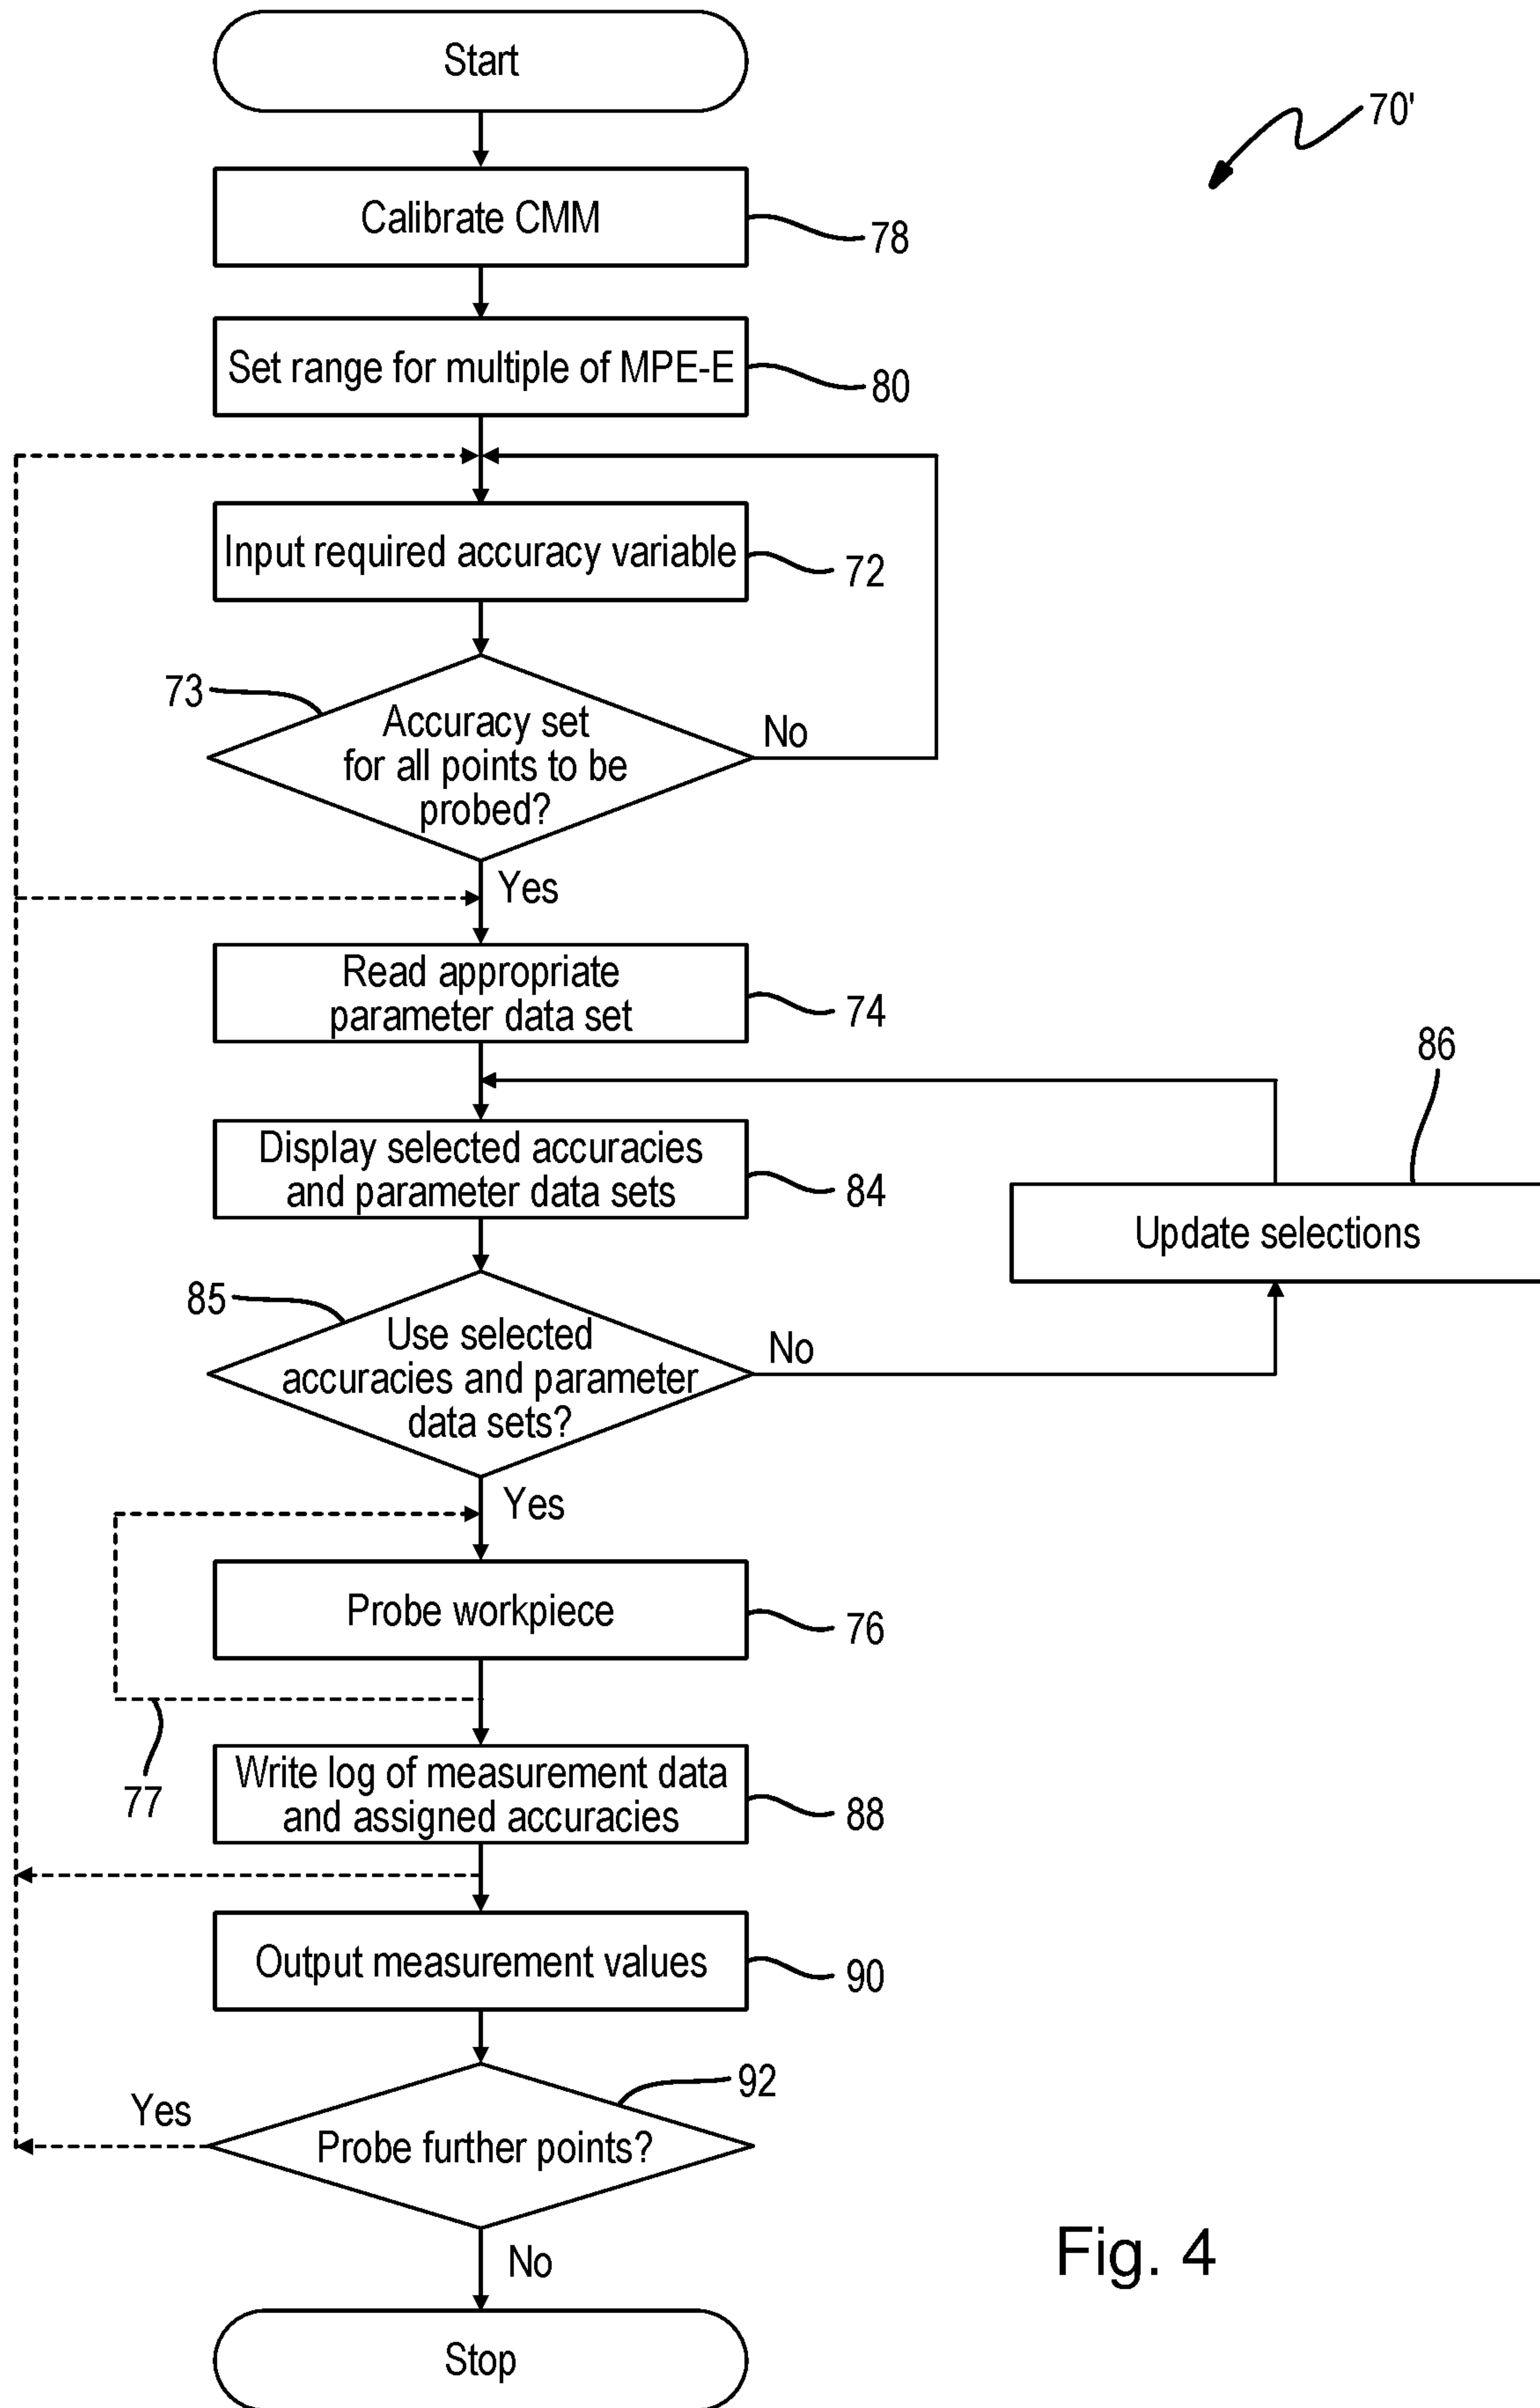 Start
70'
Calibrate CMM
78
Set range for multiple of MPE-E
80
Input required accuracy variable
72
73
Accuracy set
for all points to be
probed?
No
Yes
Read appropriate
parameter data set
74
86
Display selected accuracies
and parameter data sets
84
Update selections
85
Use selected
accuracies and parameter
data sets?
No
Yes
Probe workpiece
76
77
Write log of measurement data
and assigned accuracies
88
Output measurement values
90
92
Yes
Probe further points?
No
Fig. 4
Stop